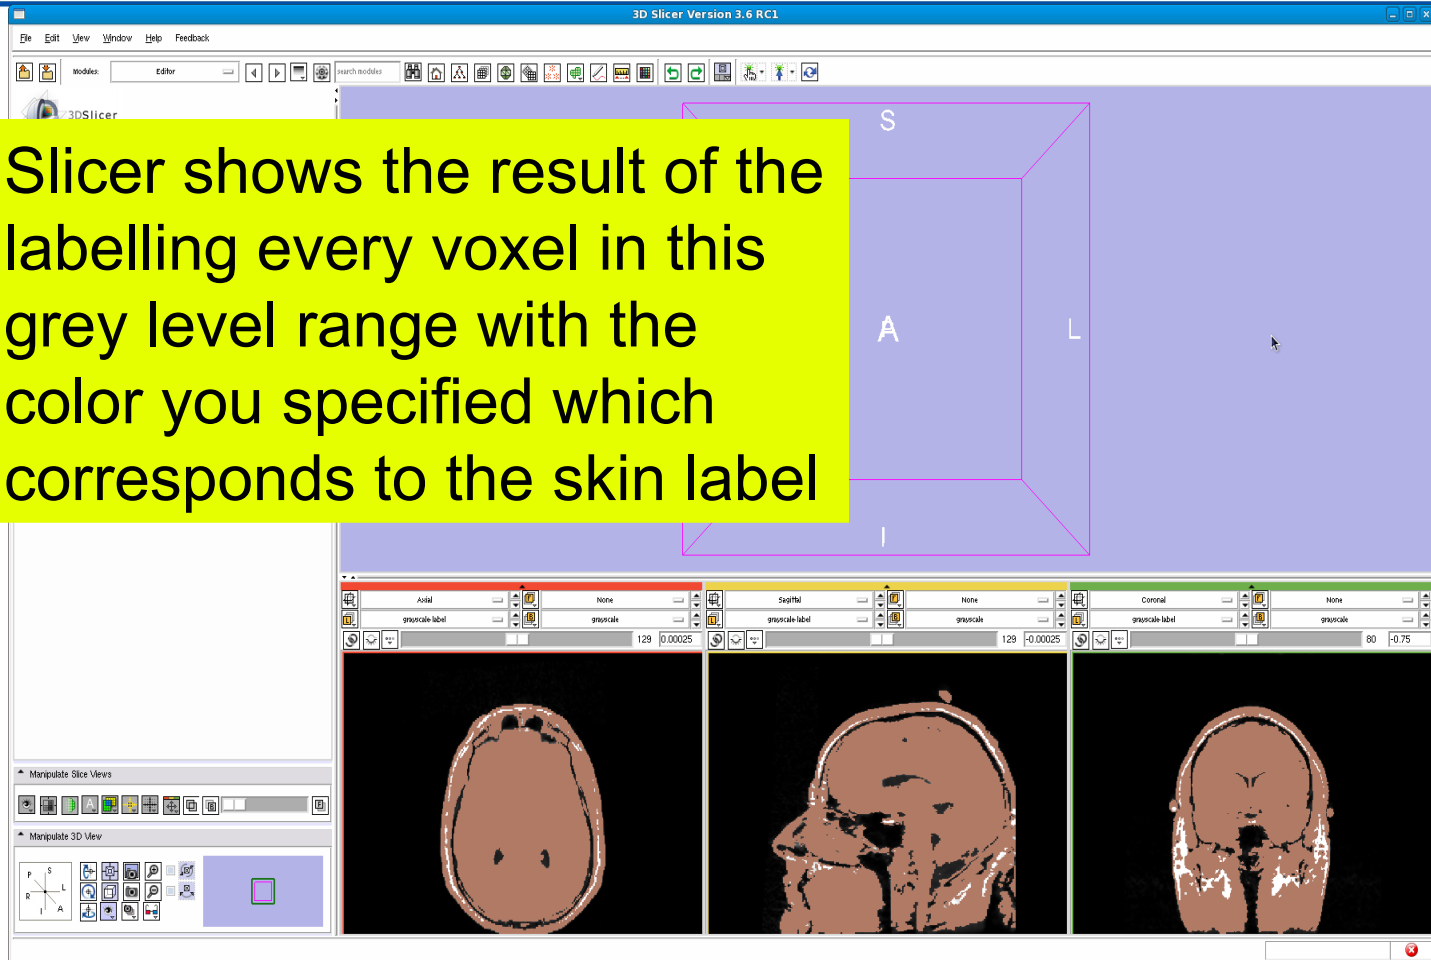 3D Slicer Version 3.6 RC1
File Edit View Window Help Feedback
Modules: Editor search modules
3DSlicer
Slicer shows the result of the
labelling every voxel in this
grey level range with the
color you specified which
corresponds to the skin label
S
A
L
I
Axial None
grayscale-label grayscale
129 0.00025
Sagittal None
grayscale-label grayscale
129 -0.00025
Coronal None
grayscale-label grayscale
80 -0.75
Manipulate Slice Views
Manipulate 3D View
P S
R L
I A